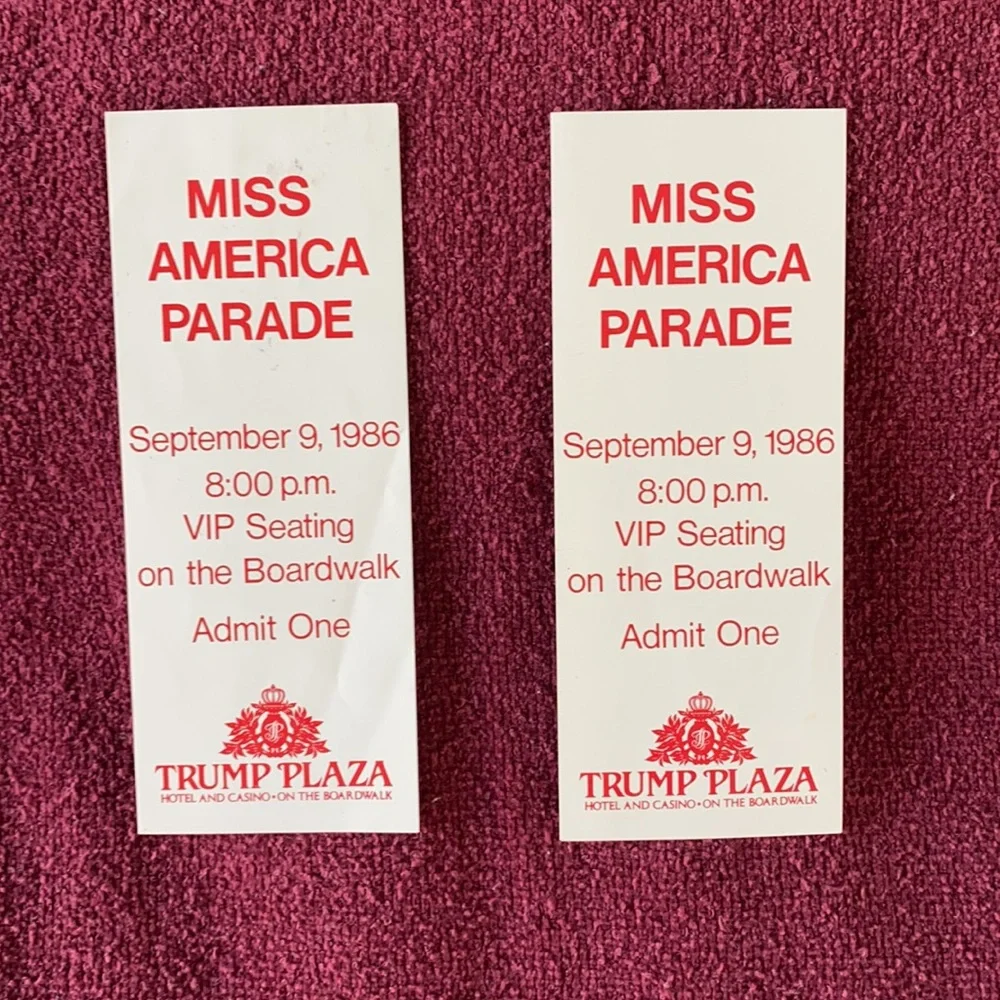 MISS
AMERICA
PARADE
September 9, 1986
8:00 p.m.
VIP Seating
on the Boardwalk
Admit One
TRUMP PLAZA
HOTEL AND CASINO•ON THE BOARDWALK
MISS
AMERICA
PARADE
September 9, 1986
8:00 p.m.
VIP Seating
on the Boardwalk
Admit One
TRUMP PLAZA
HOTEL AND CASINO•ON THE BOARDWALK